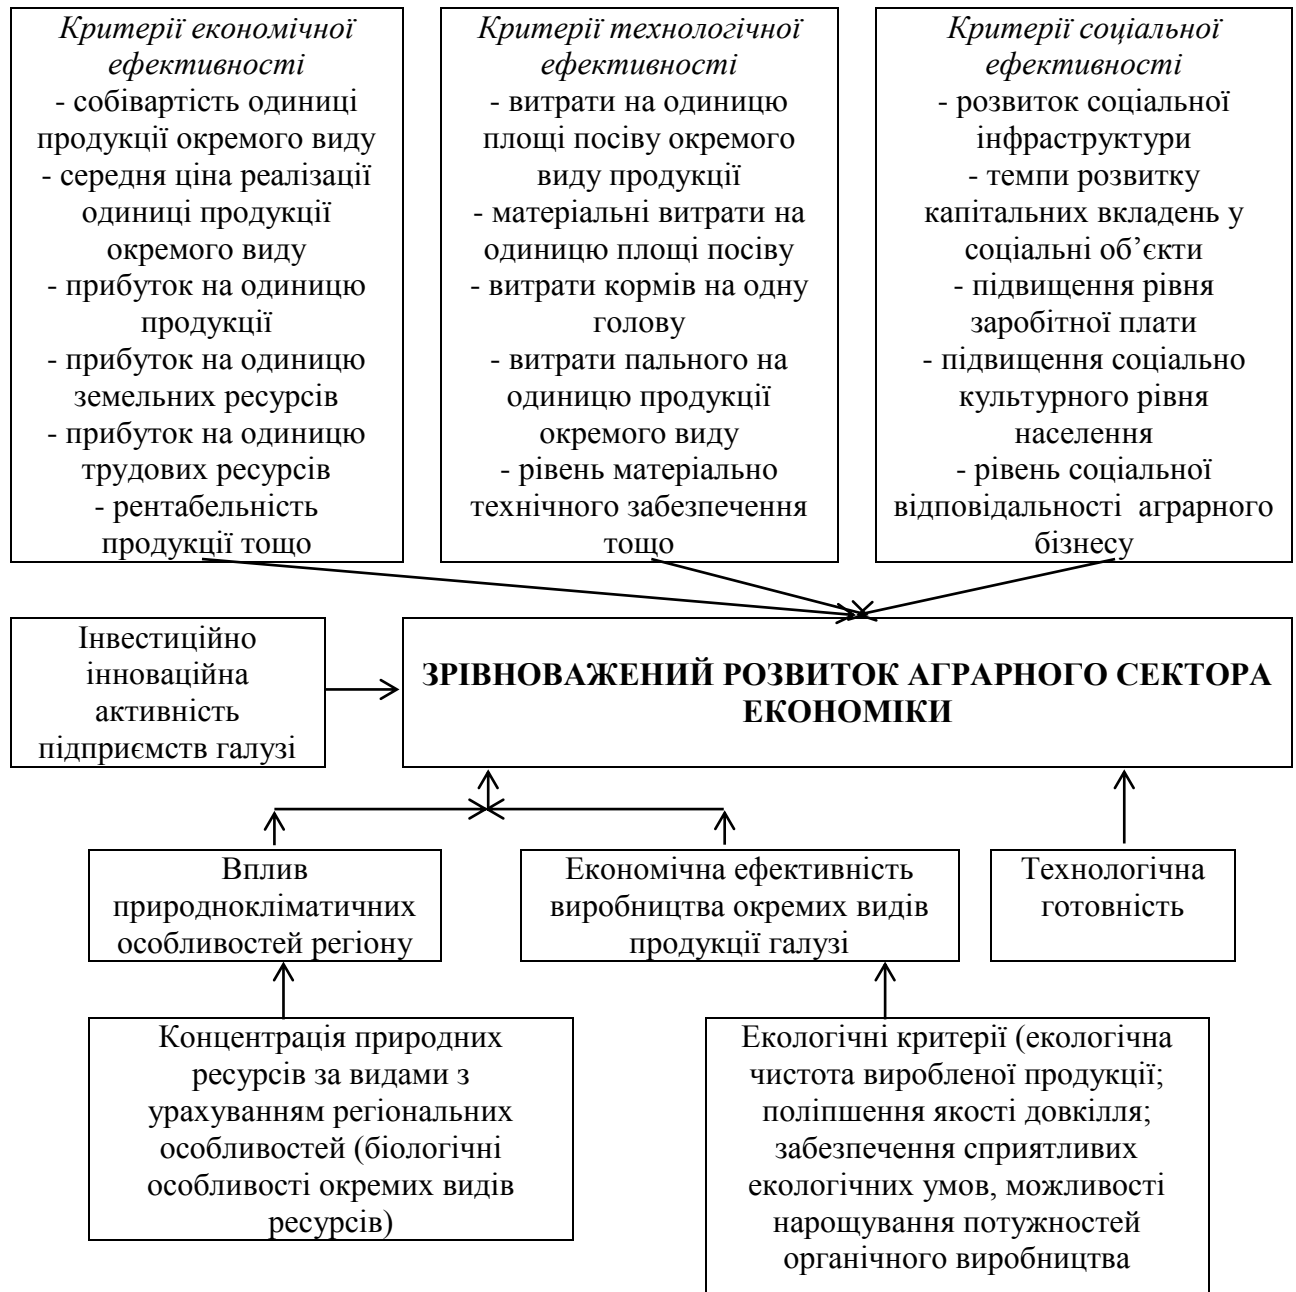 Критерії економічної
ефективності
- собівартість одиниці
продукції окремого виду
- середня ціна реалізації
одиниці продукції
окремого виду
- прибуток на одиницю
продукції
- прибуток на одиницю
земельних ресурсів
- прибуток на одиницю
трудових ресурсів
- рентабельність
продукції тощо
Критерії технологічної
ефективності
- витрати на одиницю
площі посіву окремого
виду продукції
- матеріальні витрати на
одиницю площі посіву
- витрати кормів на одну
голову
- витрати пального на
одиницю продукції
окремого виду
- рівень матеріально
технічного забезпечення
тощо
Критерії соціальної
ефективності
- розвиток соціальної
інфраструктури
- темпи розвитку
капітальних вкладень у
соціальні об’єкти
- підвищення рівня
заробітної плати
- підвищення соціально
культурного рівня
населення
- рівень соціальної
відповідальності  аграрного
бізнесу
Інвестиційно
інноваційна
активність
підприємств галузі
ЗРІВНОВАЖЕНИЙ РОЗВИТОК АГРАРНОГО СЕКТОРА
ЕКОНОМІКИ
Вплив
природнокліматичних
особливостей регіону
Економічна ефективність
виробництва окремих видів
продукції галузі
Технологічна
готовність
Концентрація природних
ресурсів за видами з
урахуванням регіональних
особливостей (біологічні
особливості окремих видів
ресурсів)
Екологічні критерії (екологічна
чистота виробленої продукції;
поліпшення якості довкілля;
забезпечення сприятливих
екологічних умов, можливості
нарощування потужностей
органічного виробництва